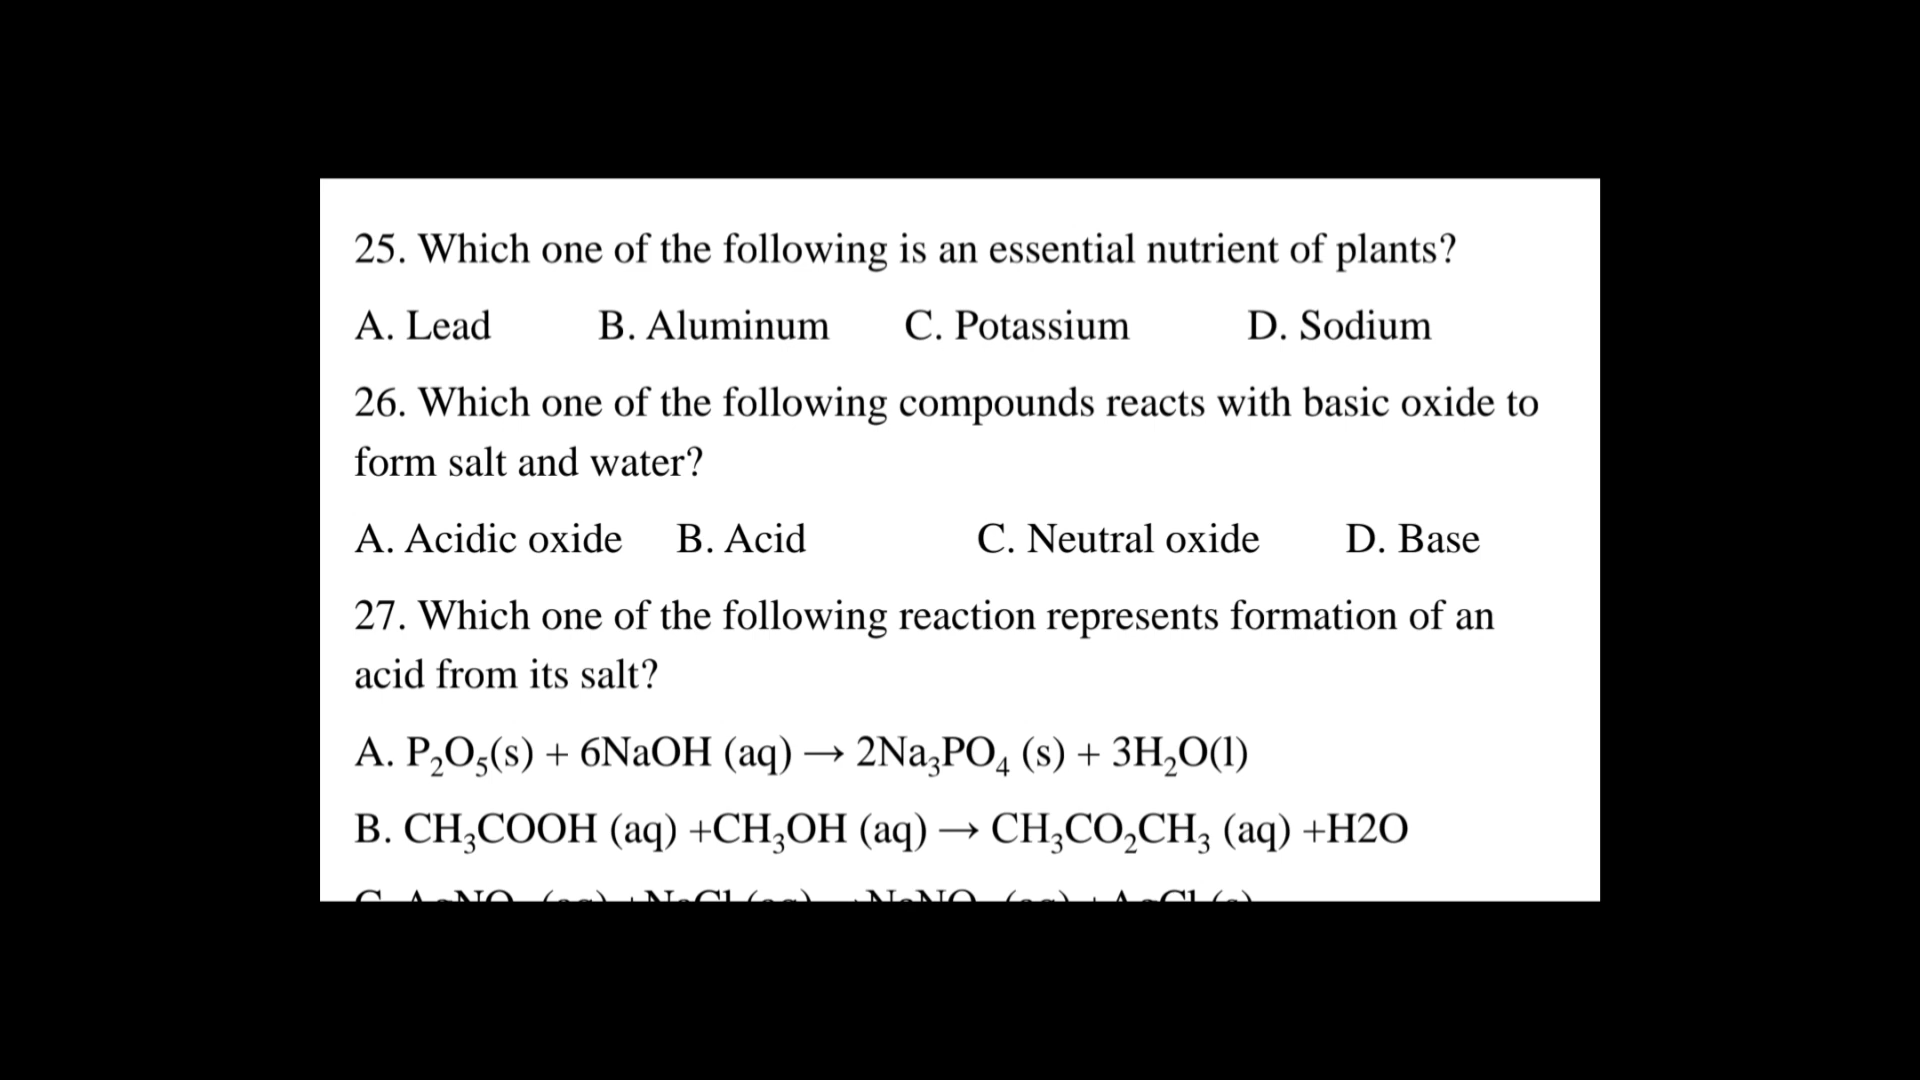 25. Which one of the following is an essential nutrient of plants?
A. Lead B. Aluminum C. Potassium D. Sodium
26. Which one of the following compounds reacts with basic oxide to
form salt and water?
A. Acidic oxide B. Acid C. Neutral oxide D. Base
27. Which one of the following reaction represents formation of an
acid from its salt?
A. P₂O₅(s) + 6NaOH (aq) → 2Na₃PO₄ (s) + 3H₂O(l)
B. CH₃COOH (aq) +CH₃OH (aq) → CH₃CO₂CH₃ (aq) +H2O